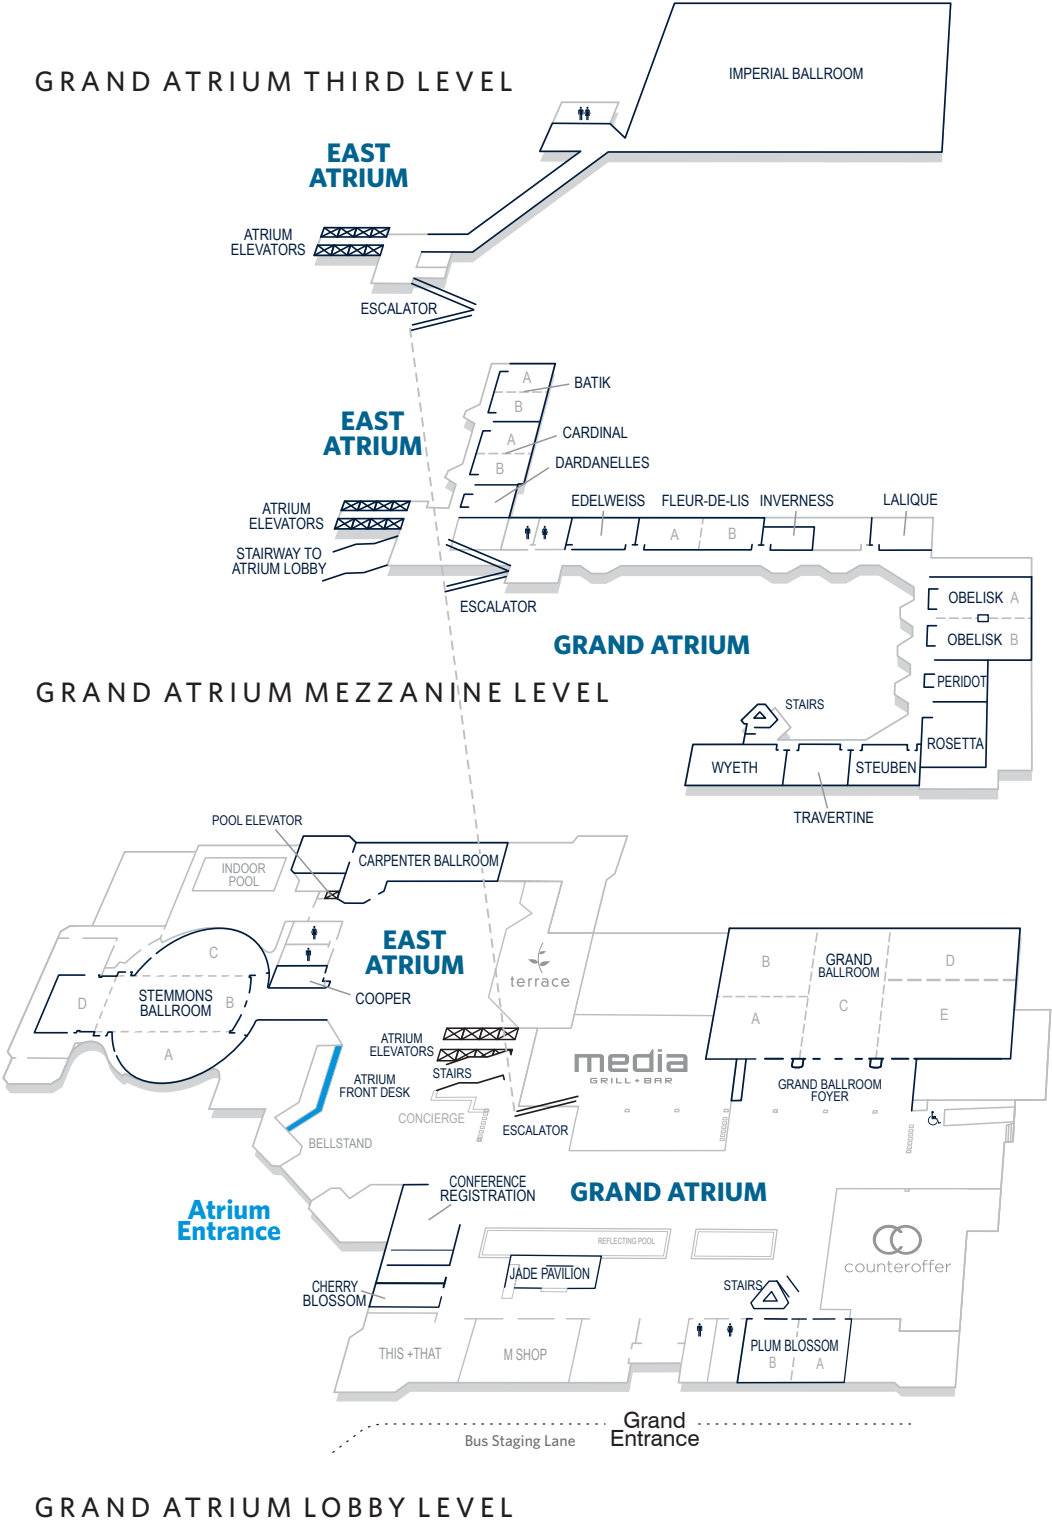 GRAND ATRIUM THIRD LEVEL
IMPERIAL BALLROOM
EAST
ATRIUM
ATRIUM
ELEVATORS
ESCALATOR
A
BATIK
B
EAST
ATRIUM
A
CARDINAL
B
DARDANELLES
ATRIUM
ELEVATORS
STAIRWAY TO
ATRIUM LOBBY
EDELWEISS
FLEUR-DE-LIS
INVERNESS
LALIQUE
A
B
ESCALATOR
OBELISK A
OBELISK B
GRAND ATRIUM
PERIDOT
GRAND ATRIUM MEZZANINE LEVEL
STAIRS
ROSETTA
WYETH
STEUBEN
TRAVERTINE
POOL ELEVATOR
INDOOR
POOL
CARPENTER BALLROOM
EAST
ATRIUM
C
D
STEMMONS
BALLROOM
B
A
COOPER
terrace
B
GRAND
BALLROOM
D
A
C
E
ATRIUM
ELEVATORS
STAIRS
media
GRILL + BAR
GRAND BALLROOM
FOYER
ATRIUM
FRONT DESK
CONCIERGE
ESCALATOR
BELLSTAND
CONFERENCE
REGISTRATION
GRAND ATRIUM
Atrium
Entrance
REFLECTING POOL
counteroffer
JADE PAVILION
CHERRY
BLOSSOM
STAIRS
THIS +THAT
M SHOP
PLUM BLOSSOM
B
A
Grand
Entrance
Bus Staging Lane
GRAND ATRIUM LOBBY LEVEL